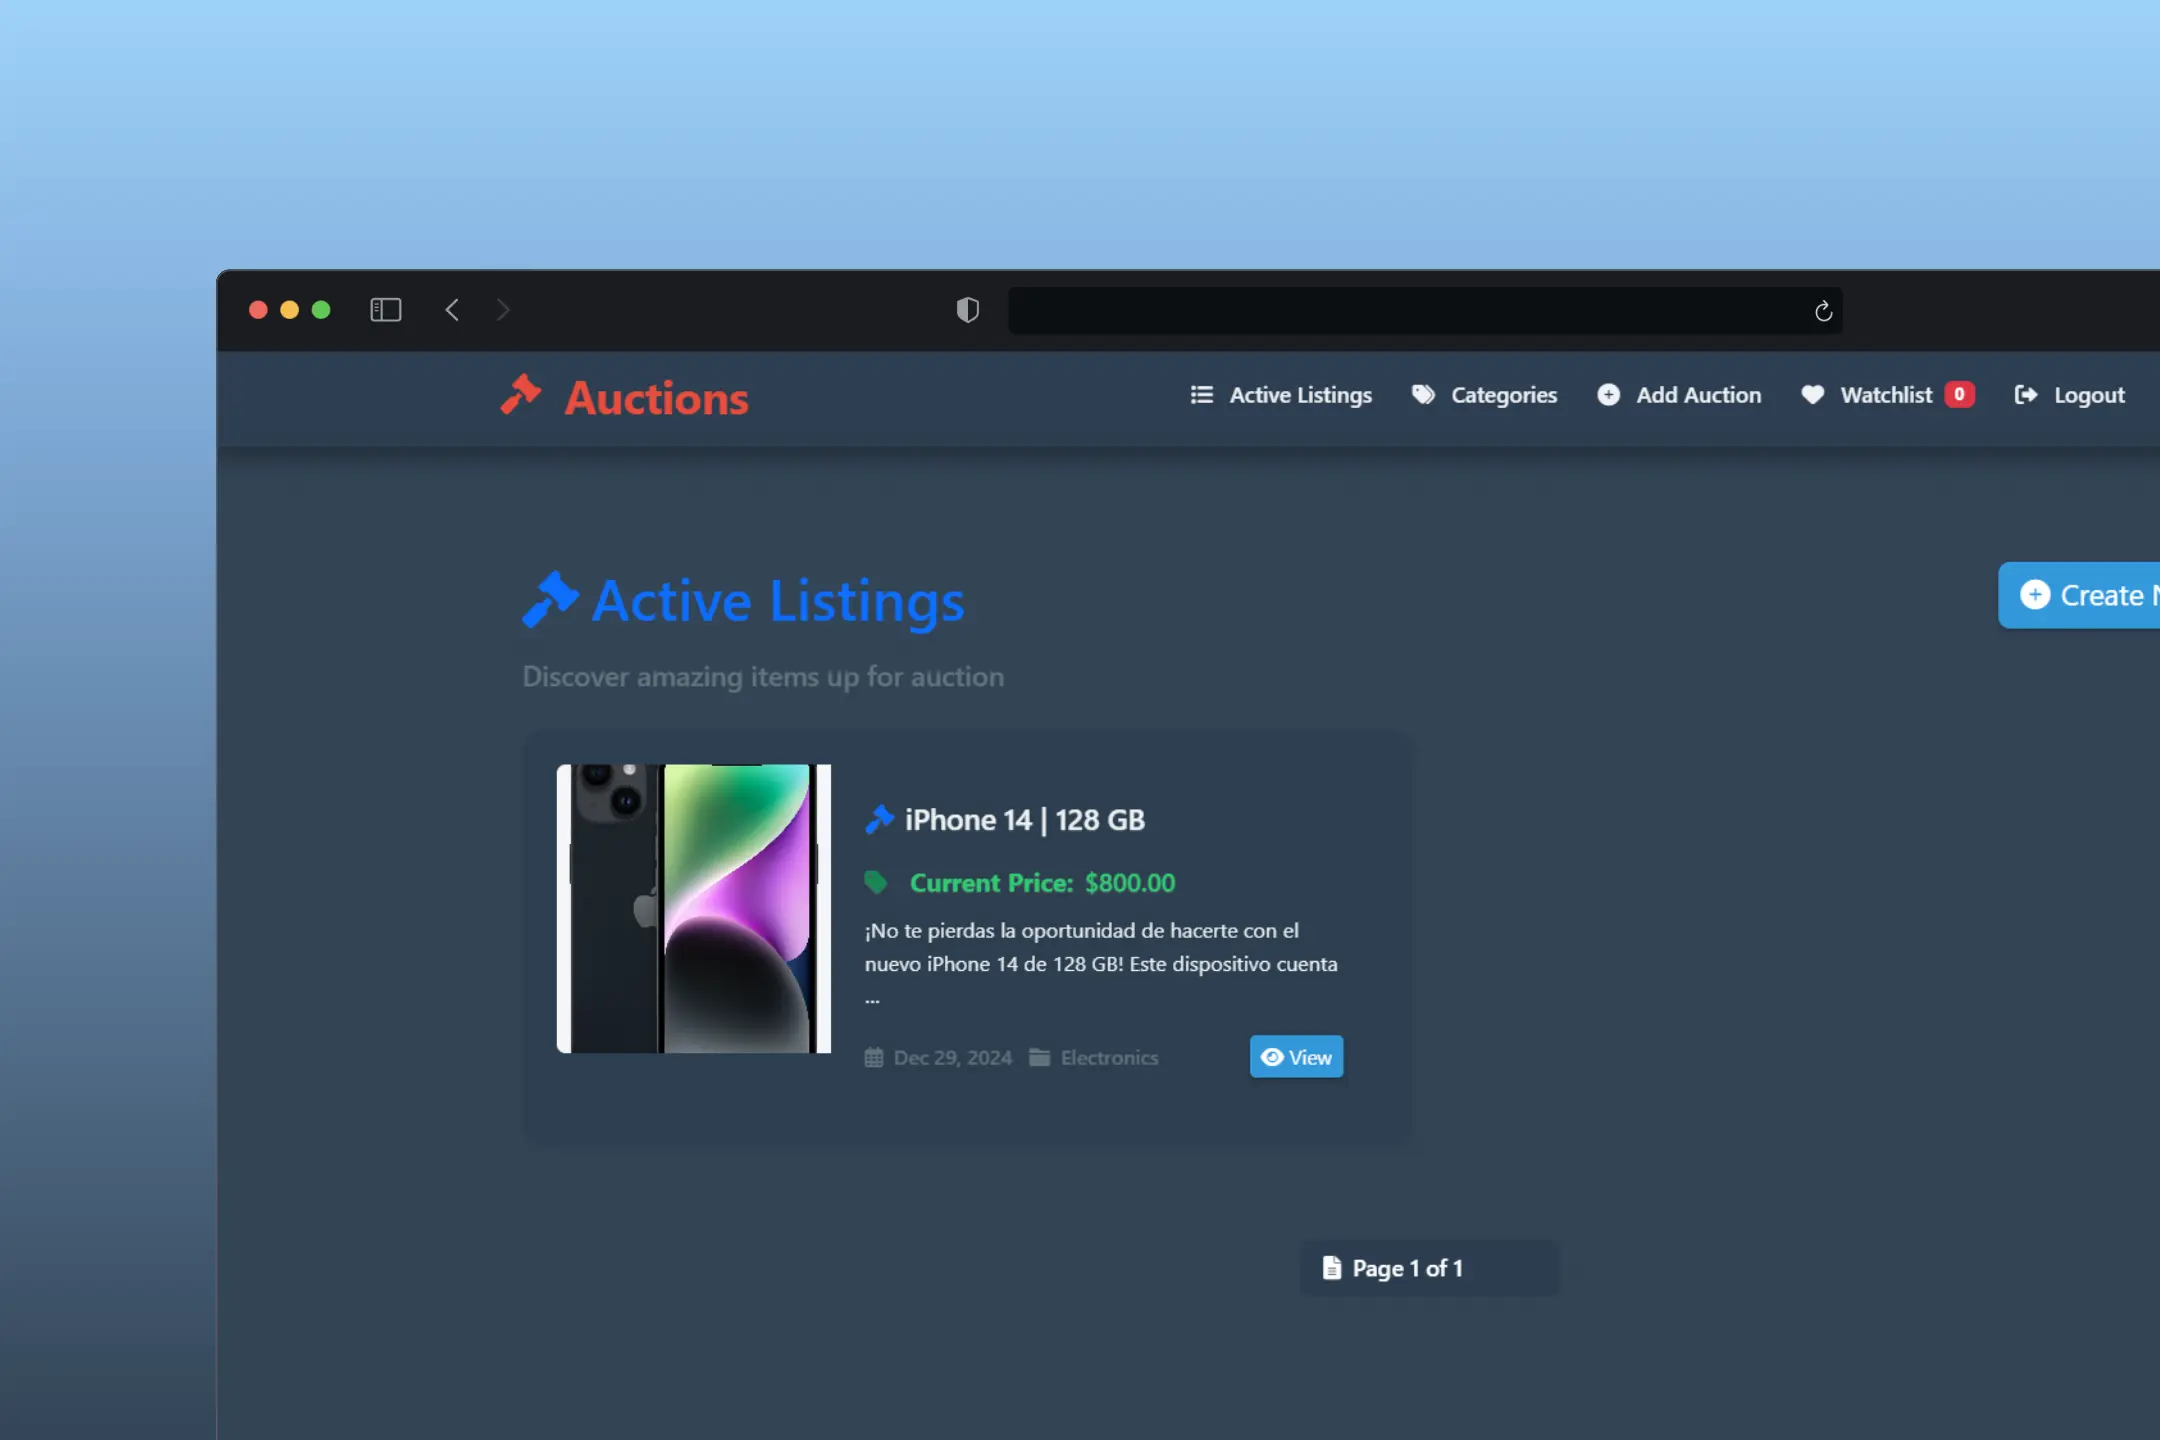 Auctions
Active Listings
Categories
Add Auction
Watchlist 0
Logout
Active Listings
Create
Discover amazing items up for auction
iPhone 14 | 128 GB
Current Price: $800.00
¡No te pierdas la oportunidad de hacerte con el
nuevo iPhone 14 de 128 GB! Este dispositivo cuenta
...
Dec 29, 2024 Electronics
View
Page 1 of 1